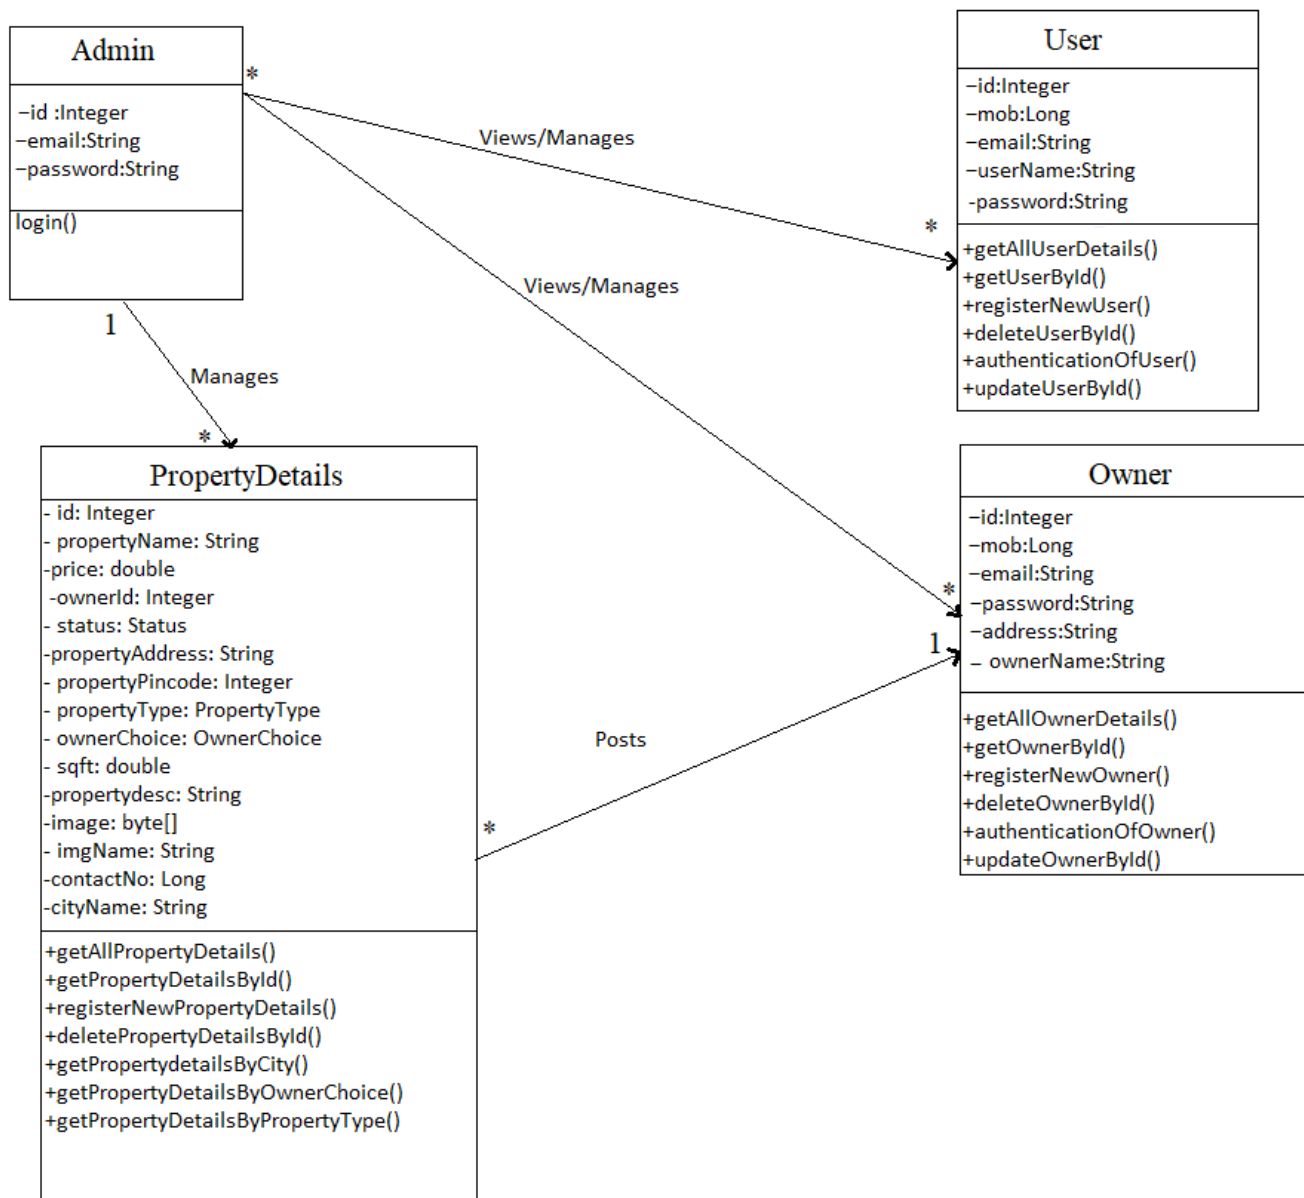 Admin
–id :Integer
–email:String
–password:String
login()
*
1
Views/Manages
*
User
–id:Integer
–mob:Long
–email:String
–userName:String
-password:String
+getAllUserDetails()
+getUserById()
+registerNewUser()
+deleteUserById()
+authenticationOfUser()
+updateUserById()
Views/Manages
*
Manages
*
PropertyDetails
- id: Integer
- propertyName: String
-price: double
-ownerId: Integer
- status: Status
-propertyAddress: String
- propertyPincode: Integer
- propertyType: PropertyType
- ownerChoice: OwnerChoice
- sqft: double
-propertydesc: String
-image: byte[]
- imgName: String
-contactNo: Long
-cityName: String
+getAllPropertyDetails()
+getPropertyDetailsById()
+registerNewPropertyDetails()
+deletePropertyDetailsById()
+getPropertydetailsByCity()
+getPropertyDetailsByOwnerChoice()
+getPropertyDetailsByPropertyType()
*
Posts
1
Owner
–id:Integer
–mob:Long
–email:String
–password:String
–address:String
– ownerName:String
+getAllOwnerDetails()
+getOwnerById()
+registerNewOwner()
+deleteOwnerById()
+authenticationOfOwner()
+updateOwnerById()